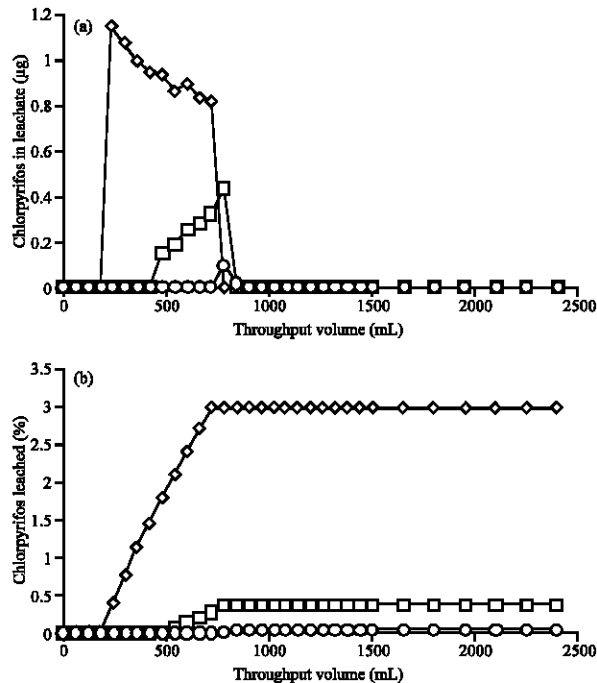 (a)
Chlorpyrifos in leachate (µg)
1.2
1
0.8
0.6
0.4
0.2
0
0 500 1000 1500 2000 2500
Throughput volume (mL)
(b)
Chlorpyrifos leached (%)
3.5
3
2.5
2
1.5
1
0.5
0
0 500 1000 1500 2000 2500
Throughput volume (mL)